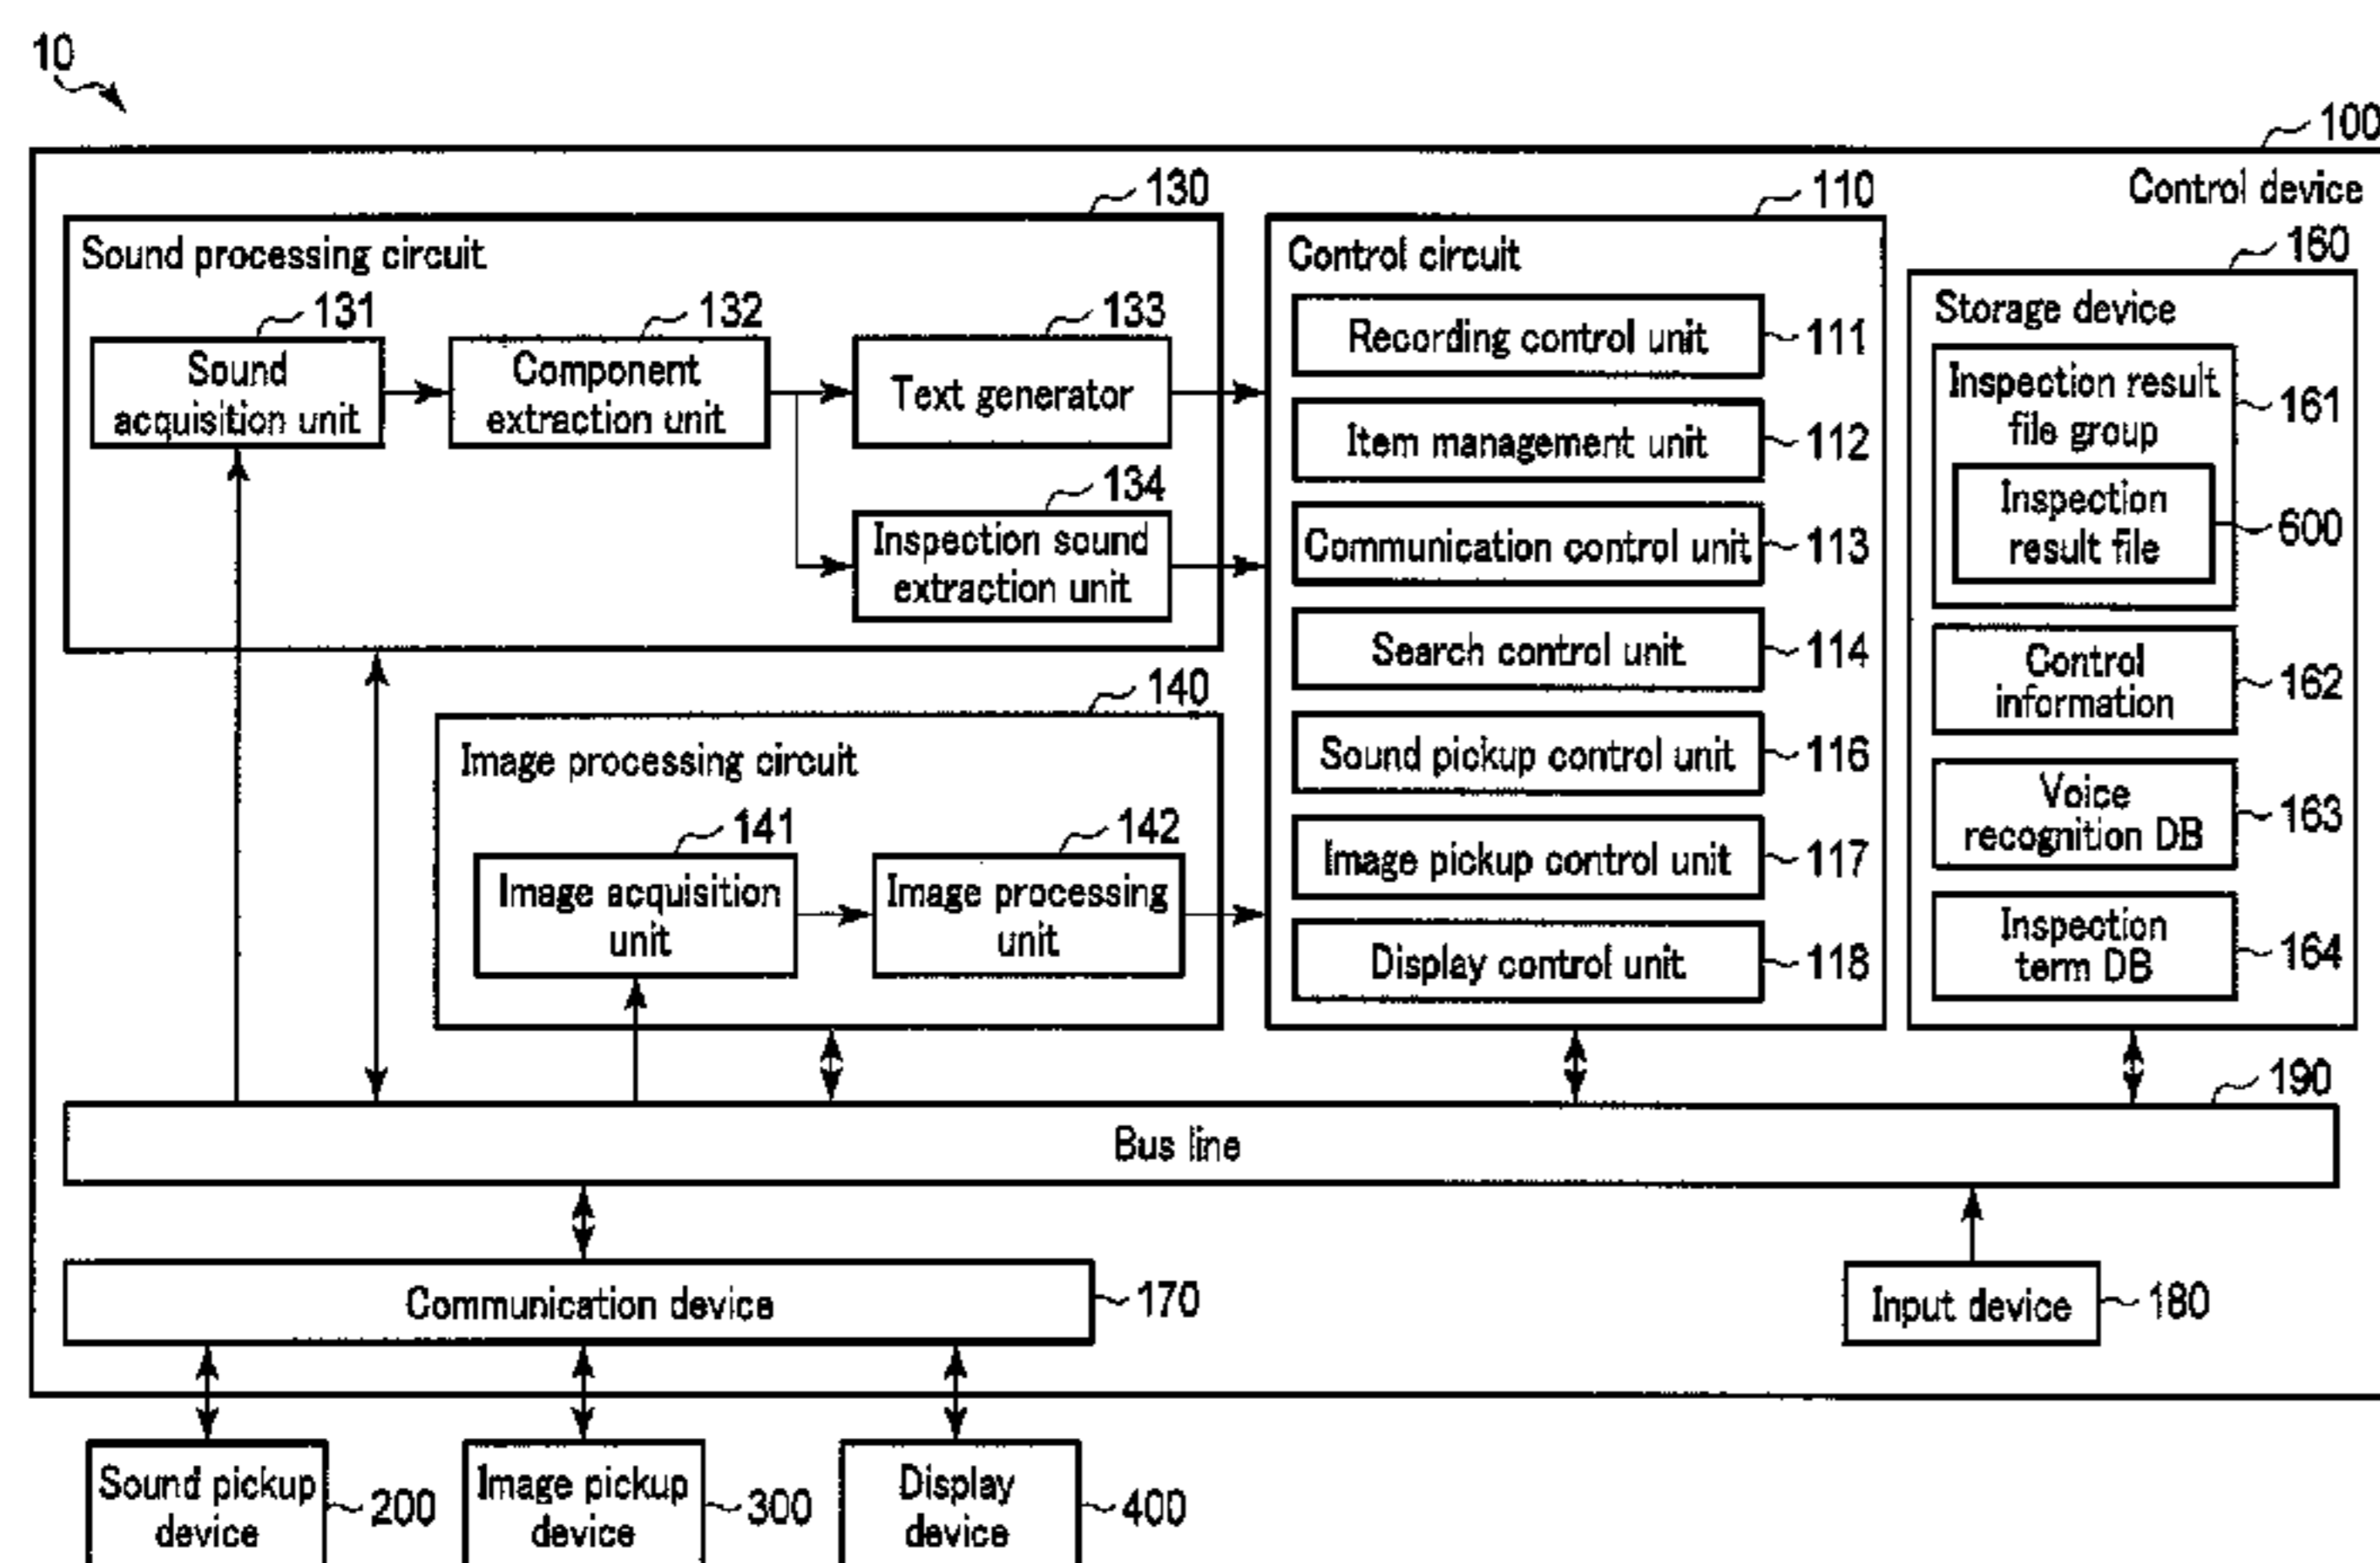 10
100
Control device
130
Sound processing circuit
131
Sound
acquisition unit
132
Component
extraction unit
133
Text generator
134
Inspection sound
extraction unit
140
Image processing circuit
141
Image acquisition
unit
142
Image processing
unit
110
Control circuit
Recording control unit
111
Item management unit
112
Communication control unit
113
Search control unit
114
Sound pickup control unit
116
Image pickup control unit
117
Display control unit
118
160
Storage device
Inspection result
file group
161
Inspection
result file
600
Control
information
162
Voice
recognition DB
163
Inspection
term DB
164
190
Bus line
Communication device
170
Input device
180
Sound pickup
device
200
Image pickup
device
300
Display
device
400